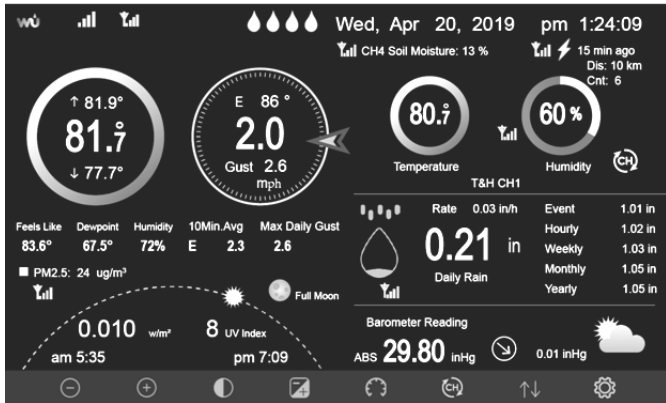 wu
Wed, Apr 20, 2019 pm 1:24:09
CH4 Soil Moisture: 13 %
15 min ago
Dis: 10 km
Cnt: 6
↑ 81.9°
81.7°
↓ 77.7°
E 86 °
2.0
Gust 2.6
mph
80.7°
Temperature
60 %
Humidity
CH
T&H CH1
Feels Like Dewpoint Humidity 10Min.Avg Max Daily Gust
83.6° 67.5° 72% E 2.3 2.6
PM2.5: 24 ug/m³
Full Moon
0.010 w/m² 8 UV Index
am 5:35 pm 7:09
Rate 0.03 in/h
0.21 in
Daily Rain
Event 1.01 in
Hourly 1.02 in
Weekly 1.03 in
Monthly 1.05 in
Yearly 1.05 in
Barometer Reading
ABS 29.80 inHg 0.01 inHg
CH